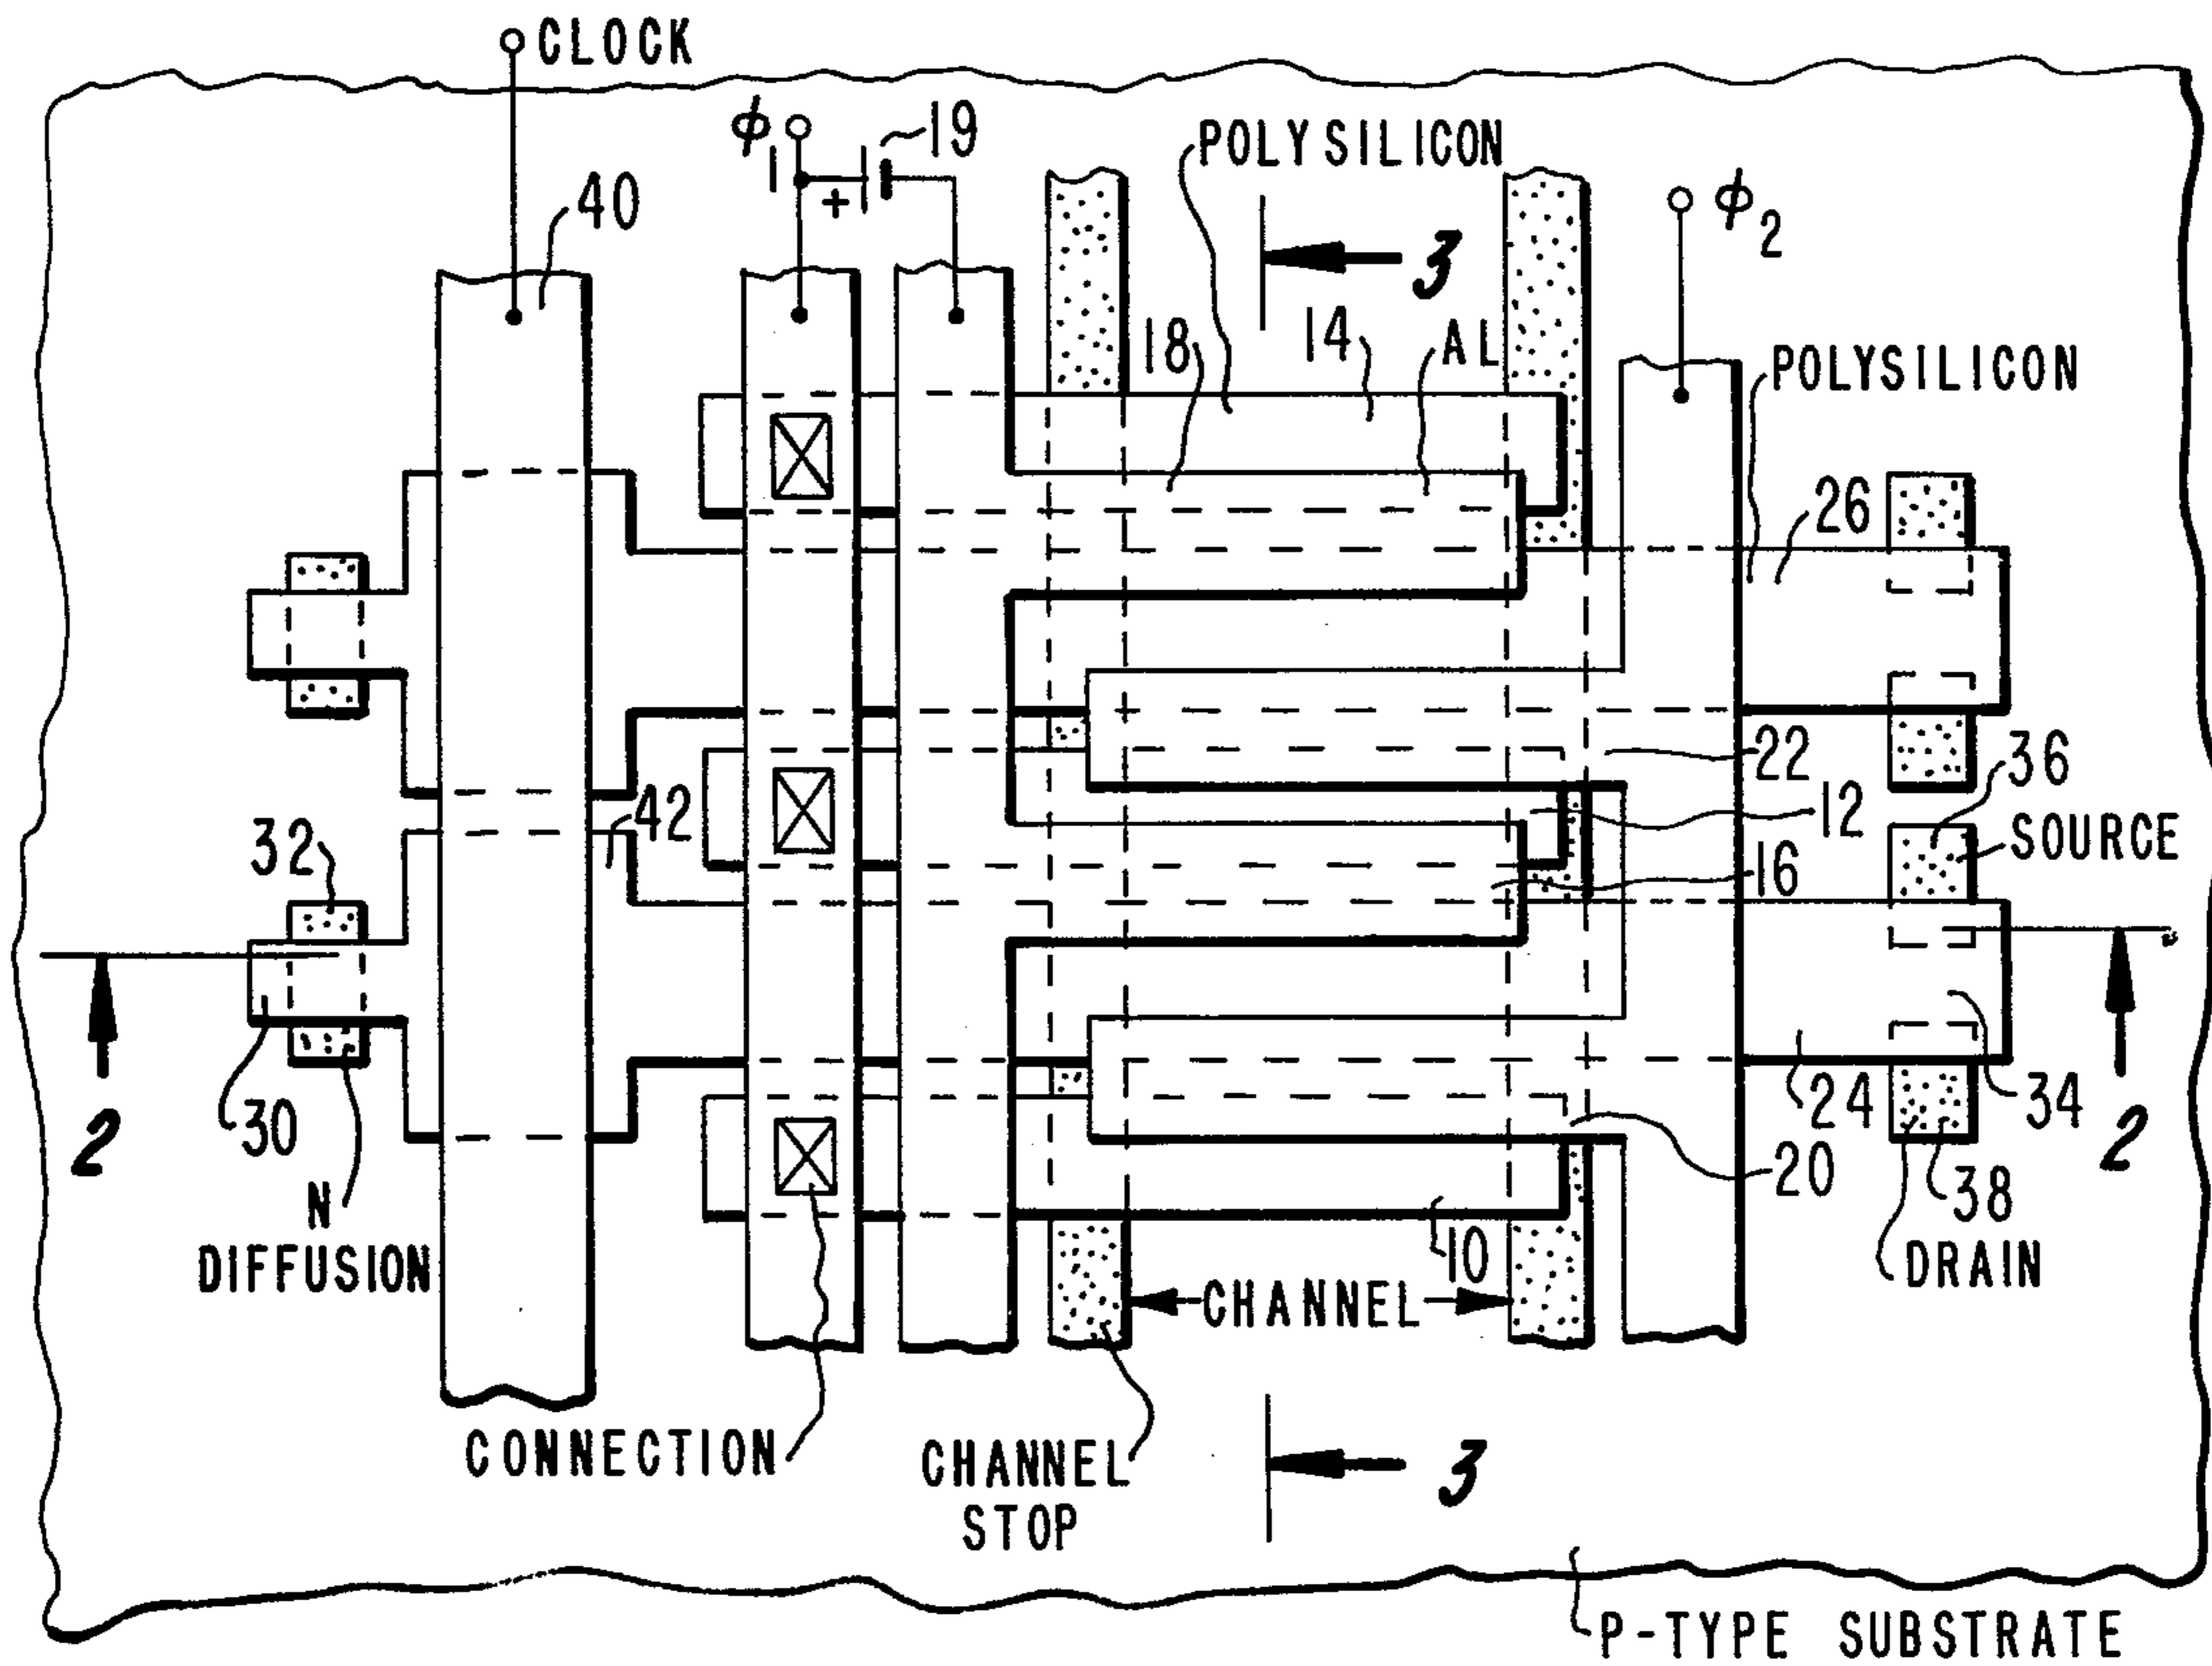 CLOCK
ϕ1
19
+
POLYSILICON
40
ϕ2
3
18
14
AL
POLYSILICON
26
22
36
12
SOURCE
42
32
16
2
30
24
34
2
20
38
N
DIFFUSION
10
DRAIN
CHANNEL
CONNECTION
CHANNEL
STOP
3
P-TYPE SUBSTRATE